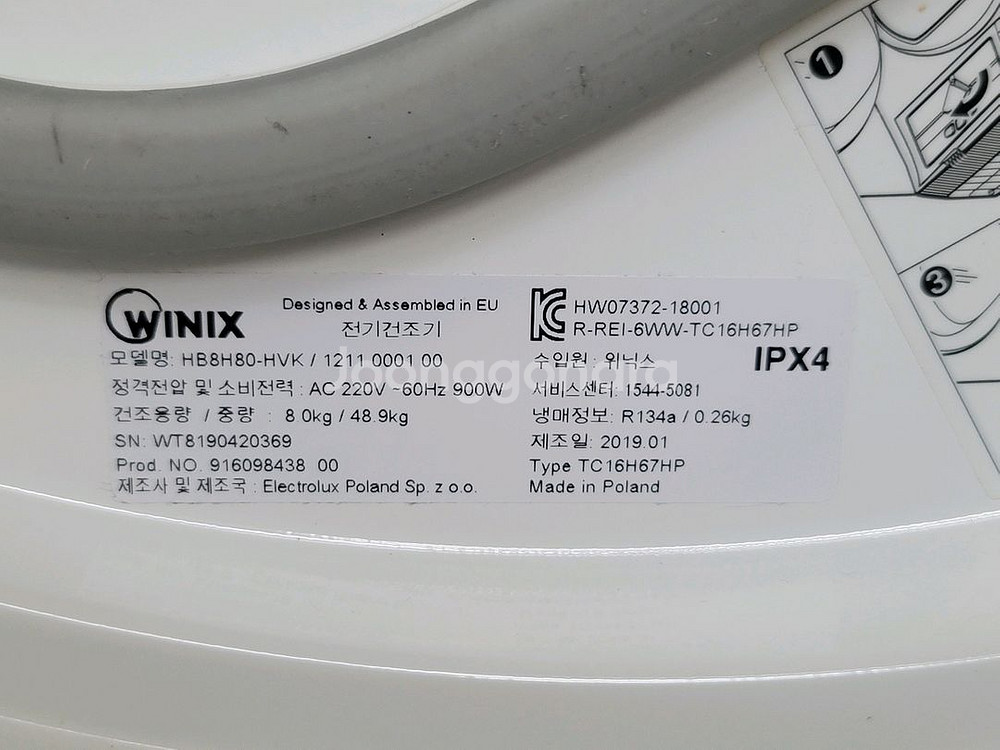 WINIX
Designed & Assembled in EU
전기건조기
모델명: HB8H80-HVK / 1211 0001 00
정격전압 및 소비전력 : AC 220V ~60Hz 900W
건조용량 / 중량 : 8.0kg / 48.9kg
SN: WT8190420369
Prod. NO. 916098438 00
제조사 및 제조국 : Electrolux Poland Sp. z o.o.
HW07372-18001
R-REI-6WW-TC16H67HP
수입원 : 위닉스
IPX4
서비스센터: 1544-5081
냉매정보: R134a / 0.26kg
제조일: 2019.01
Type TC16H67HP
Made in Poland
Joonggonara
1
3